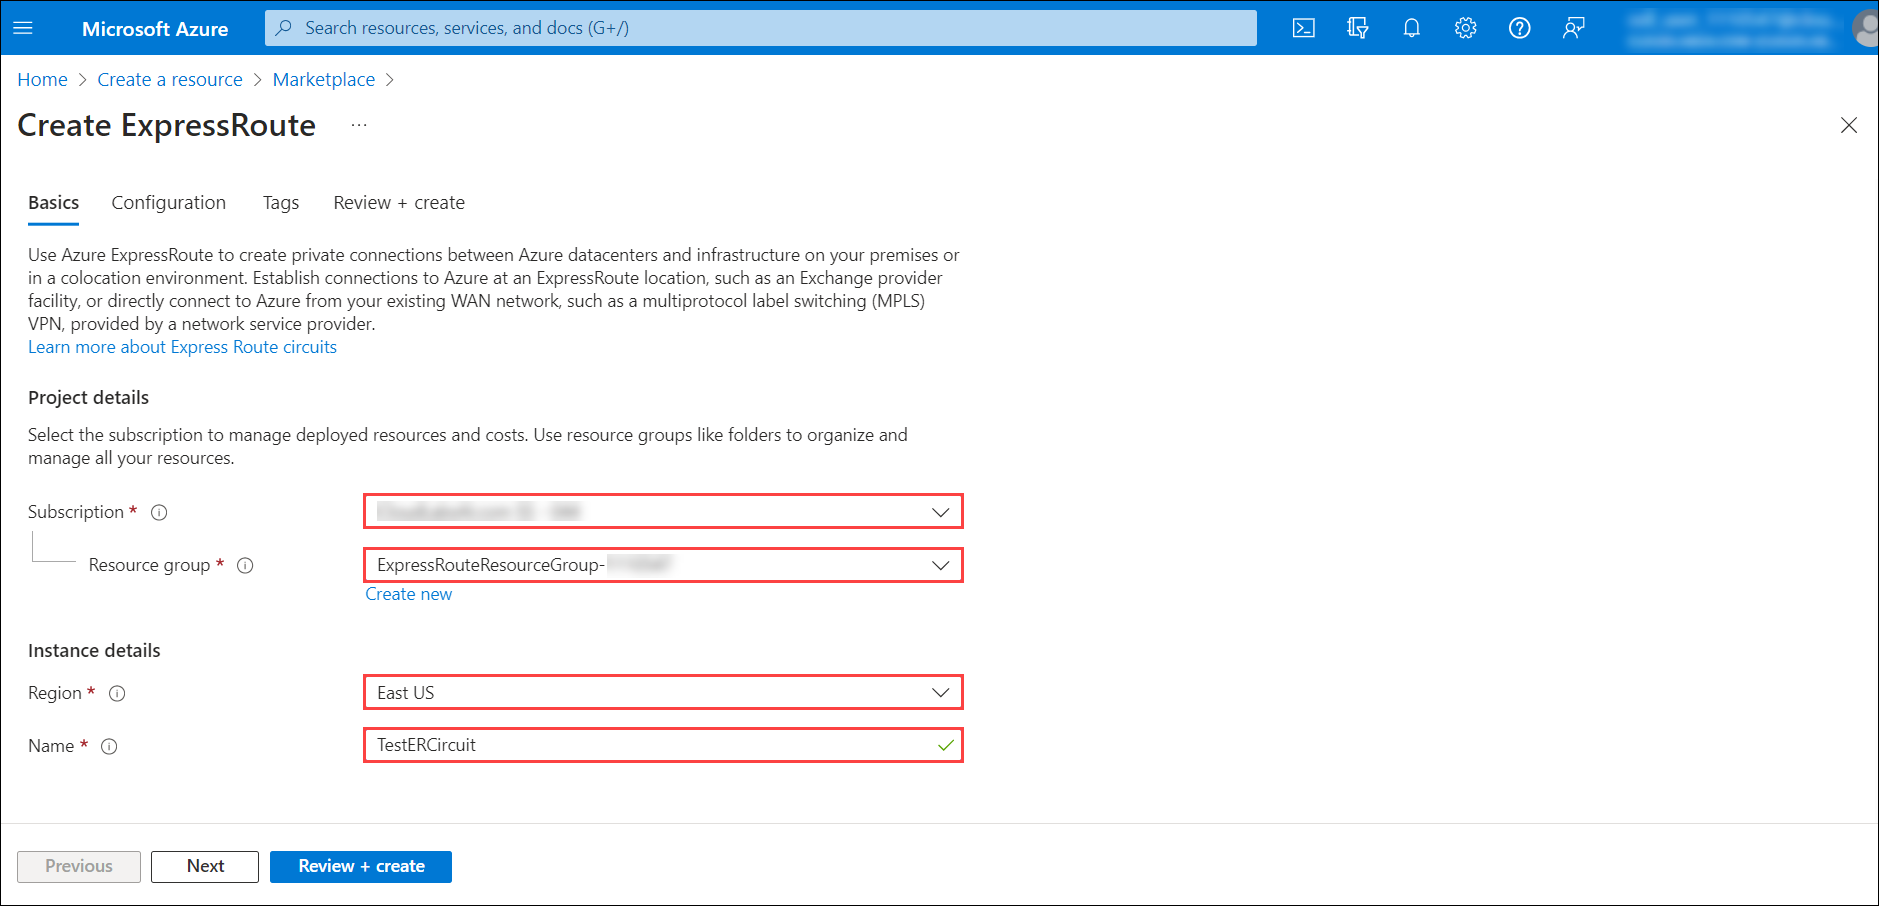 Microsoft Azure
Search resources, services, and docs (G+/)
Home > Create a resource > Marketplace >
Create ExpressRoute ...
Basics Configuration Tags Review + create
Use Azure ExpressRoute to create private connections between Azure datacenters and infrastructure on your premises or
in a colocation environment. Establish connections to Azure at an ExpressRoute location, such as an Exchange provider
facility, or directly connect to Azure from your existing WAN network, such as a multiprotocol label switching (MPLS)
VPN, provided by a network service provider.
Learn more about Express Route circuits
Project details
Select the subscription to manage deployed resources and costs. Use resource groups like folders to organize and
manage all your resources.
Subscription *
Resource group *
ExpressRouteResourceGroup-
Create new
Instance details
Region *
East US
Name *
TestERCircuit
Previous Next Review + create